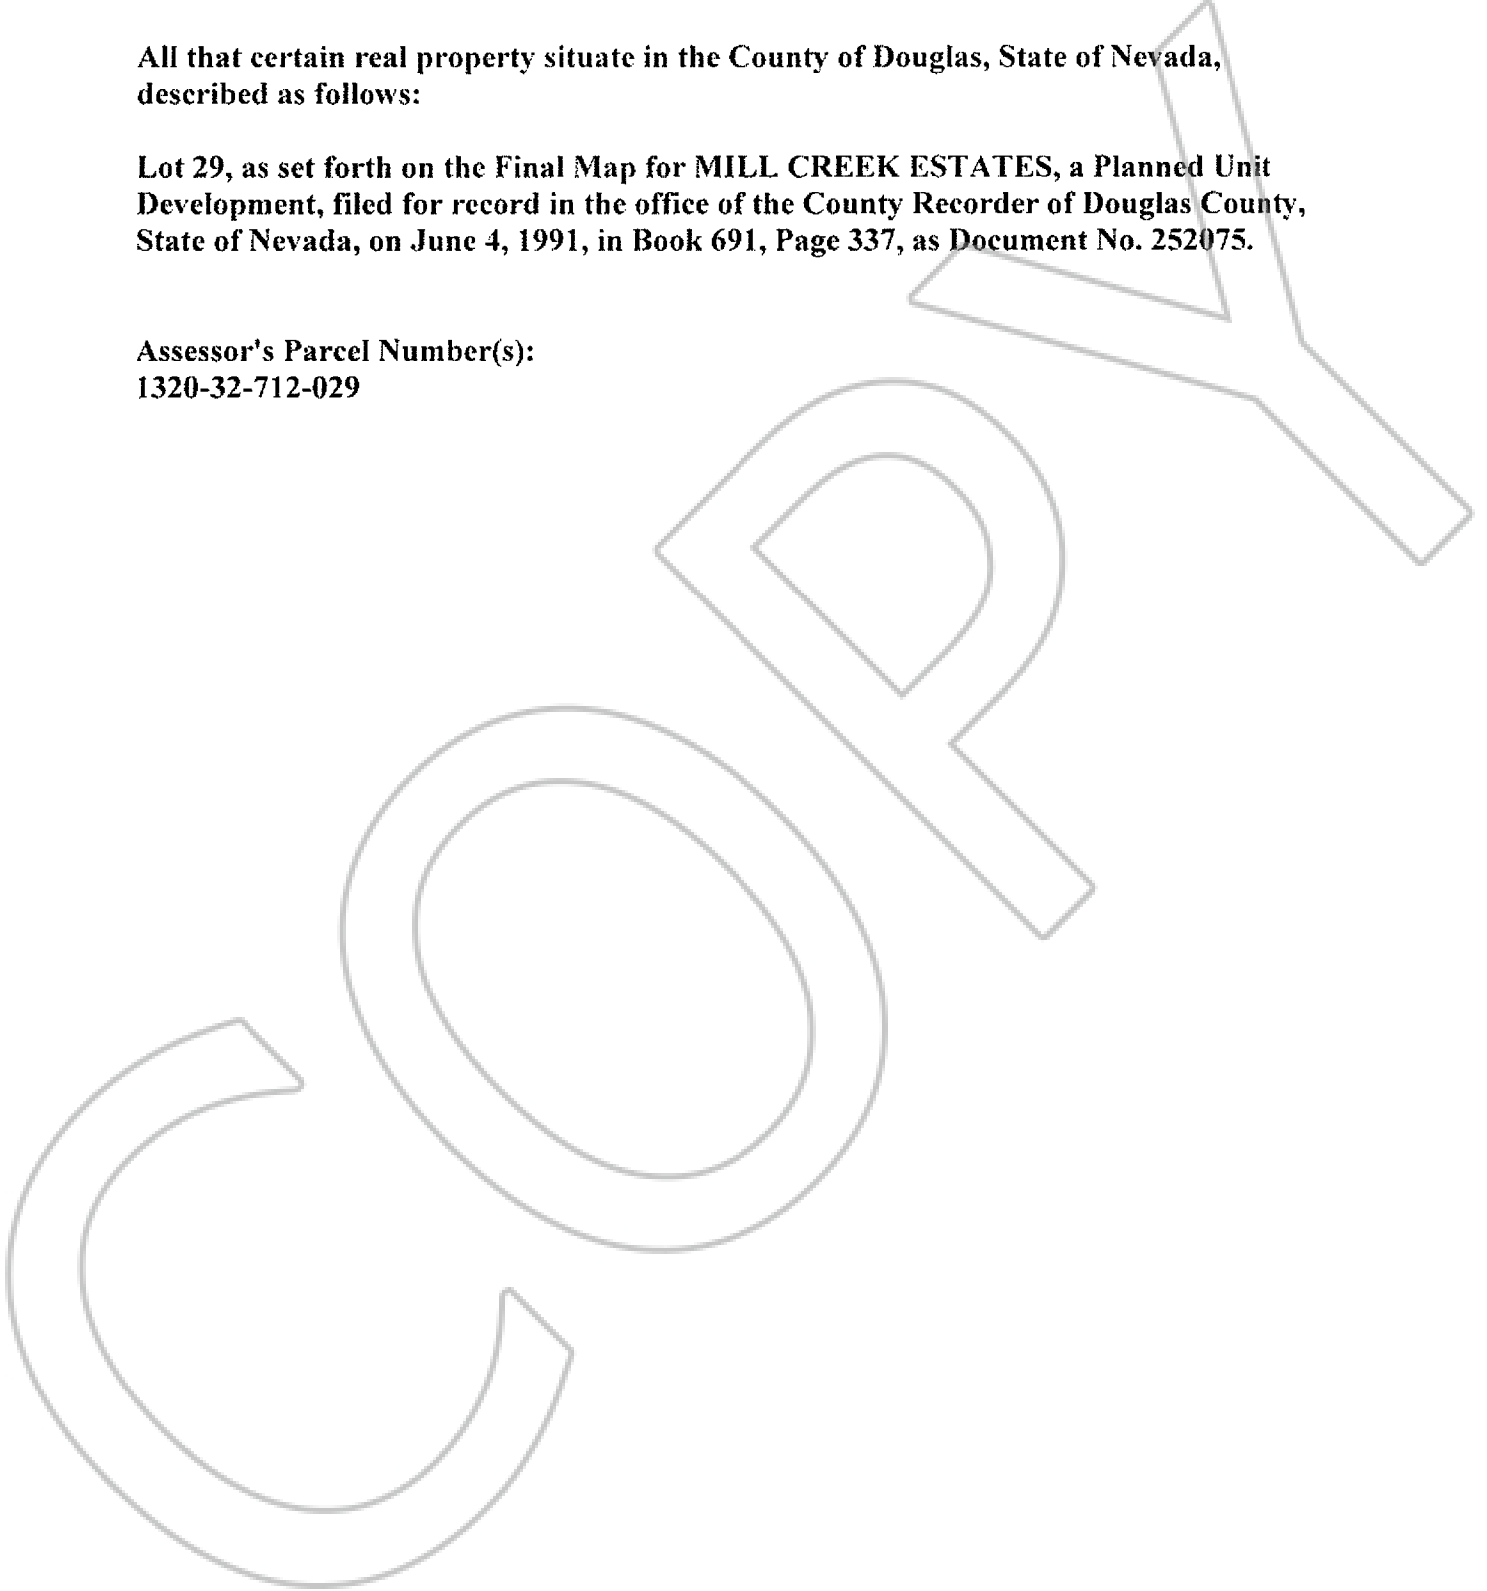 All that certain real property situate in the County of Douglas, State of Nevada,
described as follows:
Lot 29, as set forth on the Final Map for MILL CREEK ESTATES, a Planned Unit
Development, filed for record in the office of the County Recorder of Douglas County,
State of Nevada, on June 4, 1991, in Book 691, Page 337, as Document No. 252075.
Assessor's Parcel Number(s):
1320-32-712-029
COPY